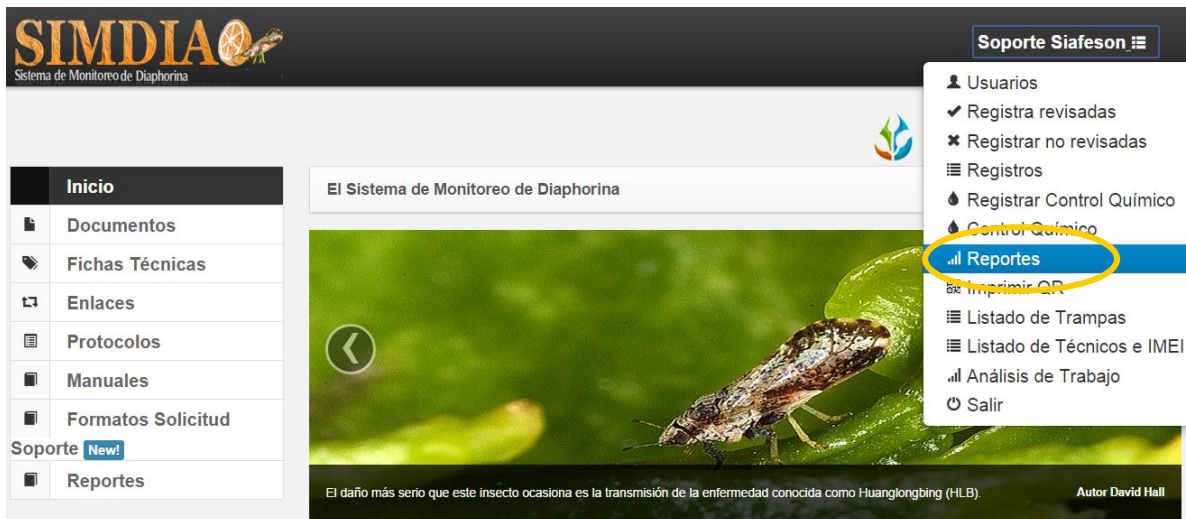 SIMDIA
Sistema de Monitoreo de Diaphorina
Soporte Siafeson
Usuarios
Registra revisadas
Registrar no revisadas
Registros
Registrar Control Químico
Control Químico
Reportes
Imprimir QR
Listado de Trampas
Listado de Técnicos e IMEI
Análisis de Trabajo
Salir
Inicio
Documentos
Fichas Técnicas
Enlaces
Protocolos
Manuales
Formatos Solicitud
Soporte New!
Reportes
El Sistema de Monitoreo de Diaphorina
El daño más serio que este insecto ocasiona es la transmisión de la enfermedad conocida como Huanglongbing (HLB). Autor David Hall